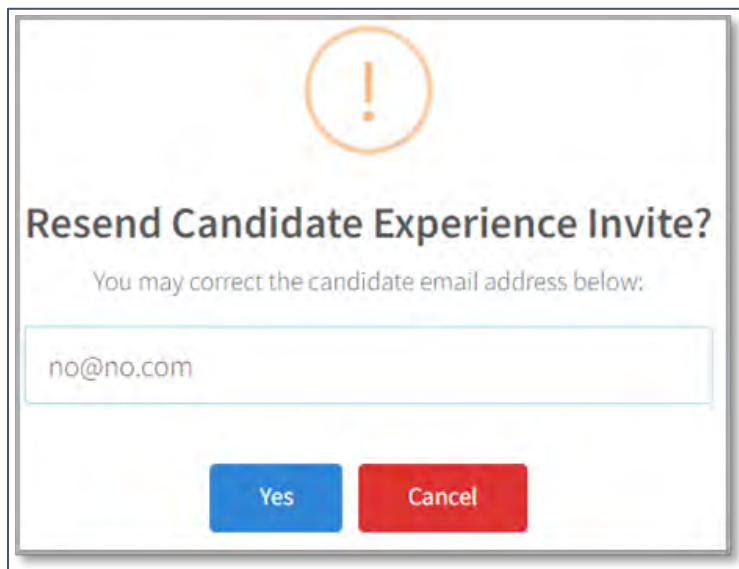 !
Resend Candidate Experience Invite?
You may correct the candidate email address below:
no@no.com
Yes
Cancel